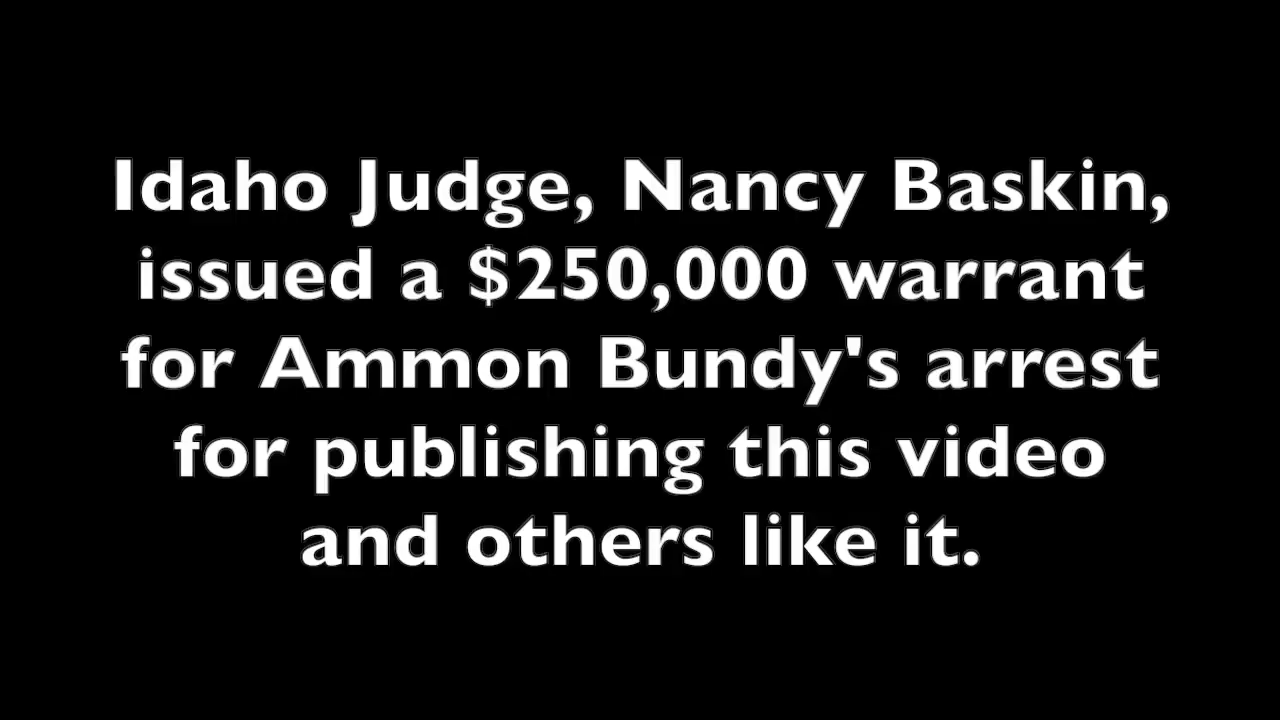 Idaho Judge, Nancy Baskin,
issued a $250,000 warrant
for Ammon Bundy's arrest
for publishing this video
and others like it.